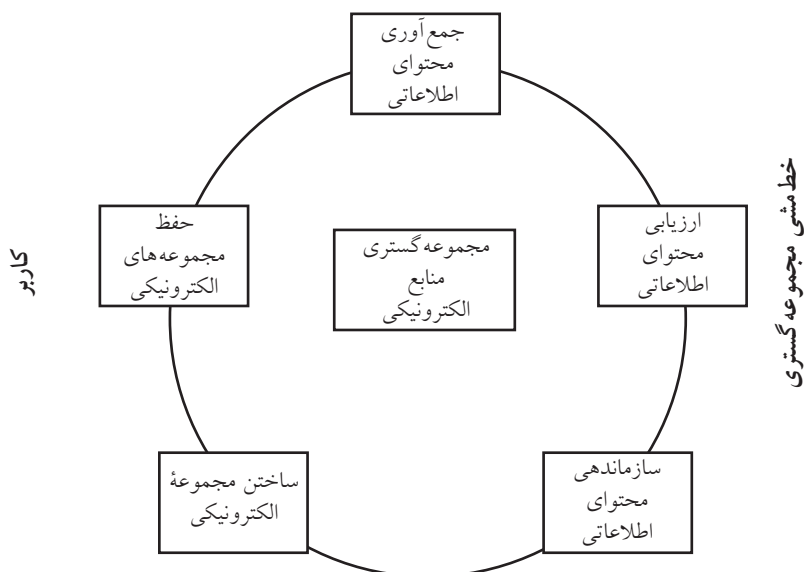 جمع‌آوری
محتوای
اطلاعاتی
خط‌مشی مجموعه‌گستری
ارزیابی
محتوای
اطلاعاتی
مجموعه‌گستری
منابع
الکترونیکی
حفظ
مجموعه‌های
الکترونیکی
کاربر
سازماندهی
محتوای
اطلاعاتی
ساختن مجموعهٔ
الکترونیکی